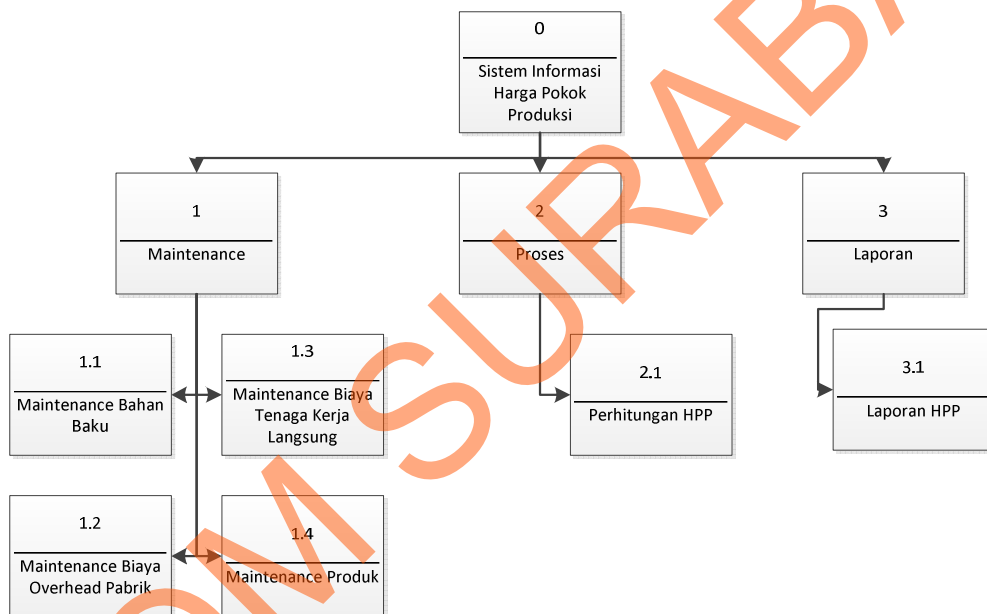 0
Sistem Informasi
Harga Pokok
Produksi
1
Maintenance
2
Proses
3
Laporan
1.1
Maintenance Bahan
Baku
1.3
Maintenance Biaya
Tenaga Kerja
Langsung
2.1
Perhitungan HPP
3.1
Laporan HPP
1.2
Maintenance Biaya
Overhead Pabrik
1.4
Maintenance Produk
OM SURABA